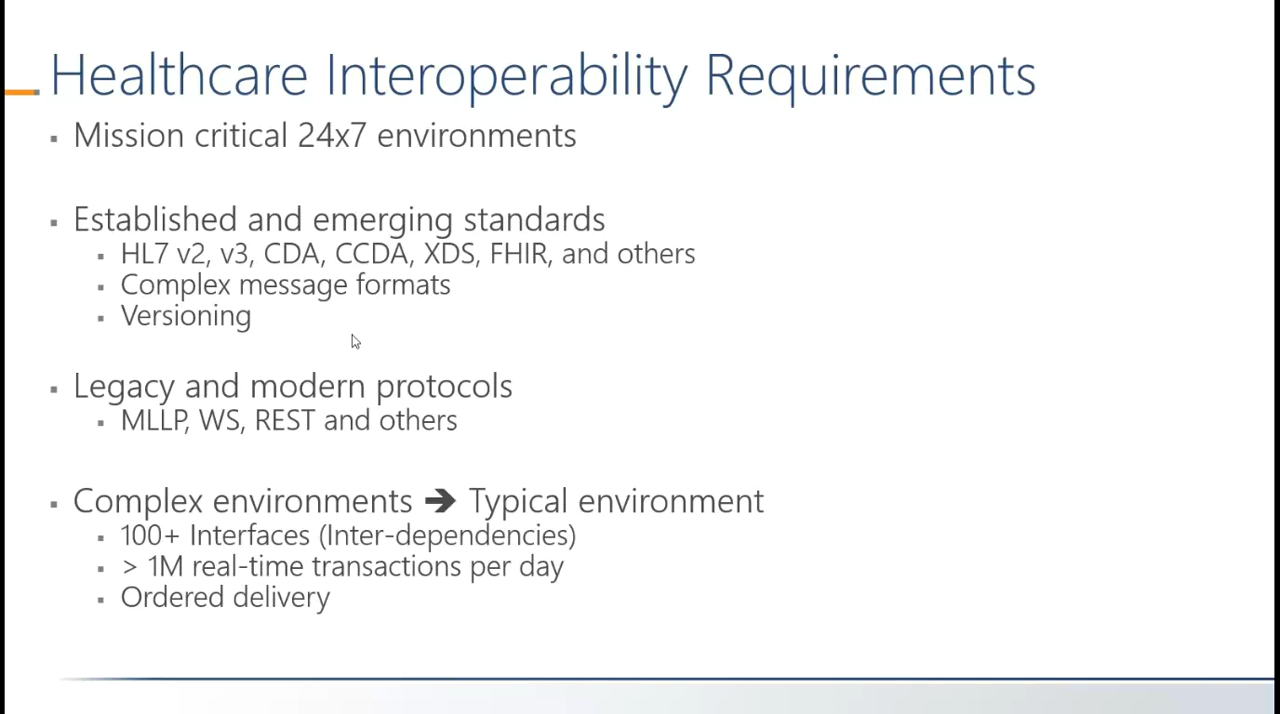 Healthcare Interoperability Requirements
▪ Mission critical 24x7 environments
▪ Established and emerging standards
▪ HL7 v2, v3, CDA, CCDA, XDS, FHIR, and others
▪ Complex message formats
▪ Versioning
▪ Legacy and modern protocols
▪ MLLP, WS, REST and others
▪ Complex environments ➔ Typical environment
▪ 100+ Interfaces (Inter-dependencies)
▪ > 1M real-time transactions per day
▪ Ordered delivery